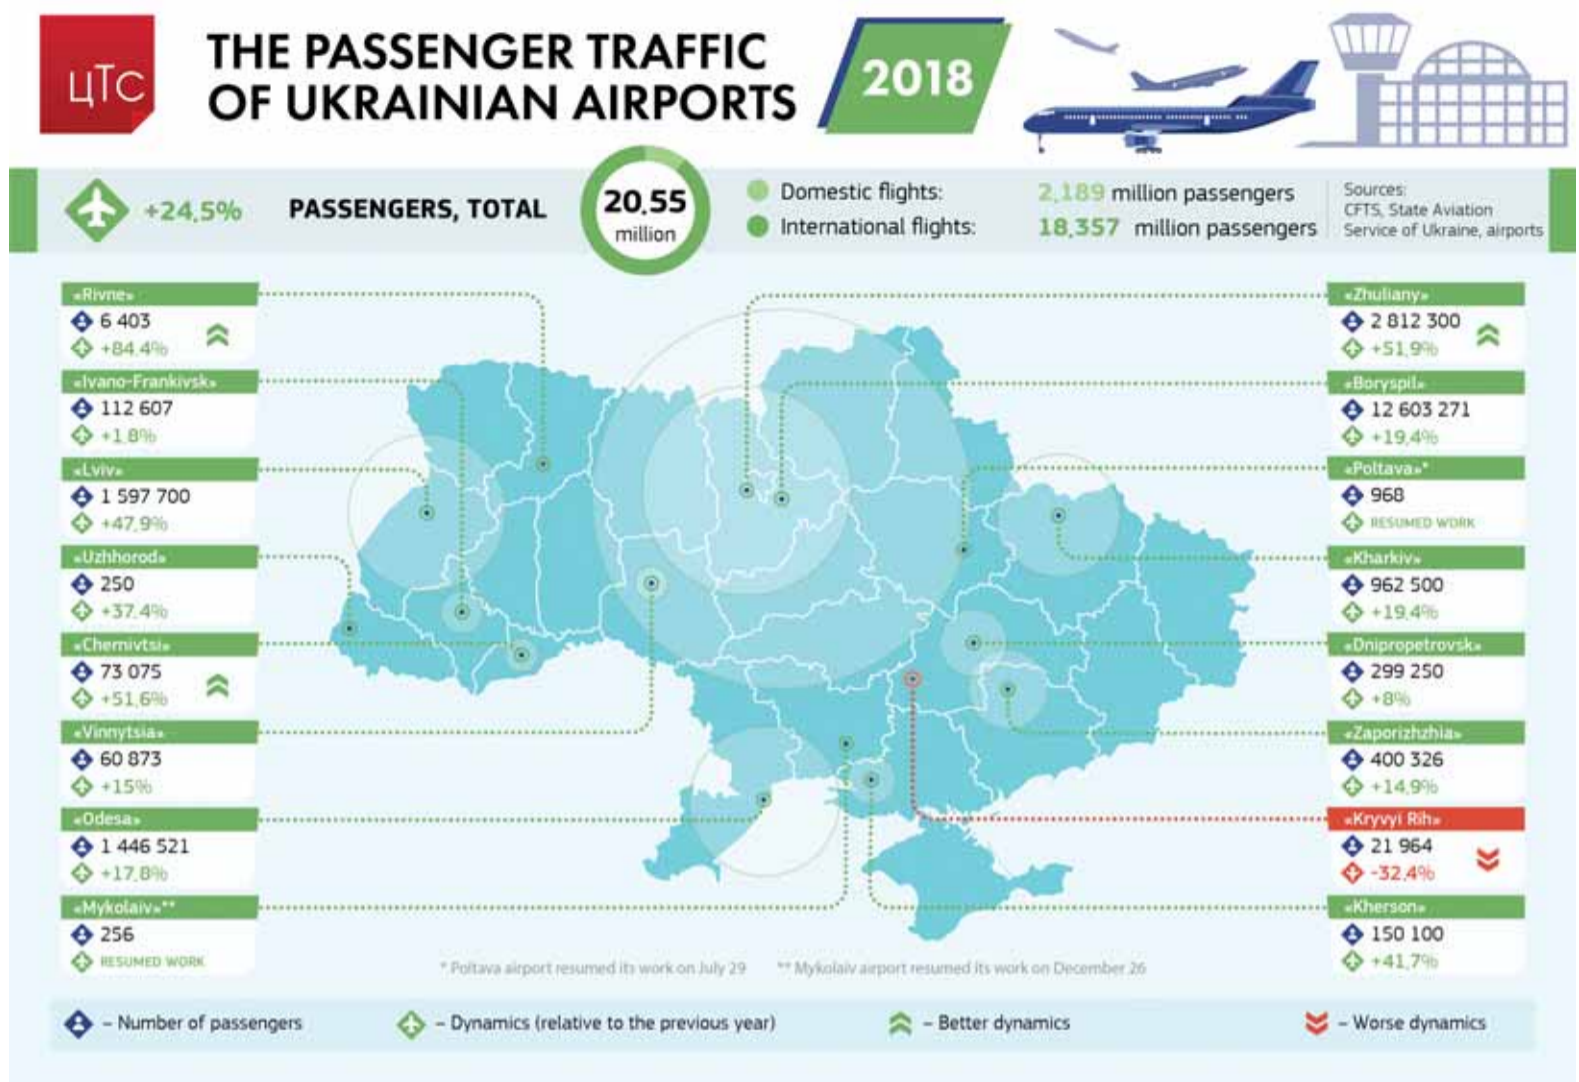 цтс
THE PASSENGER TRAFFIC
OF UKRAINIAN AIRPORTS
2018
+24,5%
PASSENGERS, TOTAL
20.55
million
Domestic flights: 2,189 million passengers
International flights: 18,357 million passengers
Sources:
CFTS, State Aviation
Service of Ukraine, airports
«Rivne»
6 403
+84.4%
«Ivano-Frankivsk»
112 607
+1.8%
«Lviv»
1 597 700
+47,9%
«Uzhhorod»
250
+37.4%
«Chernivtsi»
73 075
+51,6%
«Vinnytsia»
60 873
+15%
«Odesa»
1 446 521
+17,8%
«Mykolaiv»**
256
RESUMED WORK
«Zhuliany»
2 812 300
+51,9%
«Boryspil»
12 603 271
+19,4%
«Poltava»*
968
RESUMED WORK
«Kharkiv»
962 500
+19,4%
«Dnipropetrovsk»
299 250
+8%
«Zaporizhzhia»
400 326
+14,9%
«Kryvyi Rih»
21 964
-32,4%
«Kherson»
150 100
+41,7%
* Poltava airport resumed its work on July 29
** Mykolaiv airport resumed its work on December 26
– Number of passengers
– Dynamics (relative to the previous year)
– Better dynamics
– Worse dynamics